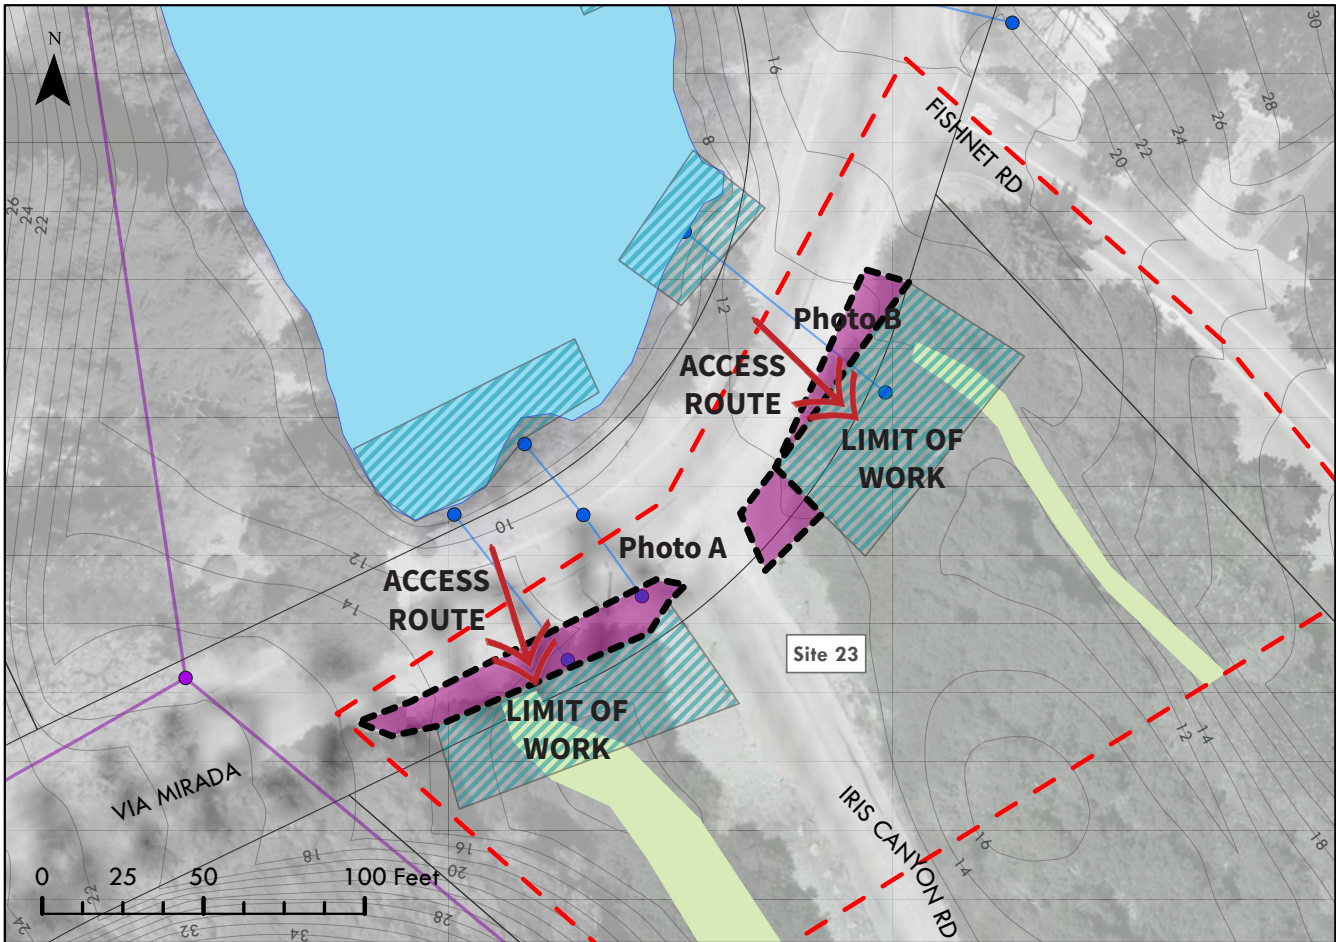 N
30
16
FISHNET RD
28
26
24
22
20
8
26
24
22
12
Photo B
ACCESS
ROUTE
LIMIT OF
WORK
10
12
14
Photo A
ACCESS
ROUTE
Site 23
LIMIT OF
WORK
12
14
VIA MIRADA
IRIS CANYON RD
16
14
18
18
16
20
28
22
24
32
34
0 25 50 100 Feet